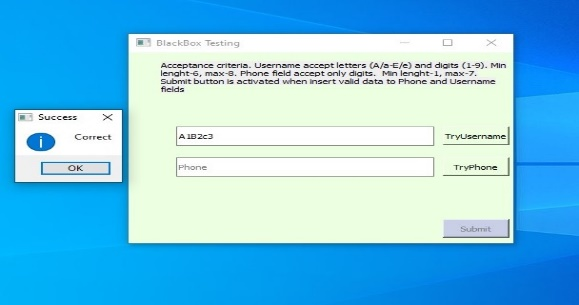 BlackBox Testing
Acceptance criteria. Username accept letters (A/a-E/e) and digits (1-9). Min
lenght-6, max-8. Phone field accept only digits. Min lenght-1, max-7.
Submit button is activated when insert valid data to Phone and Username
fields
Success
Correct
OK
A1B2c3
TryUsername
Phone
TryPhone
Submit